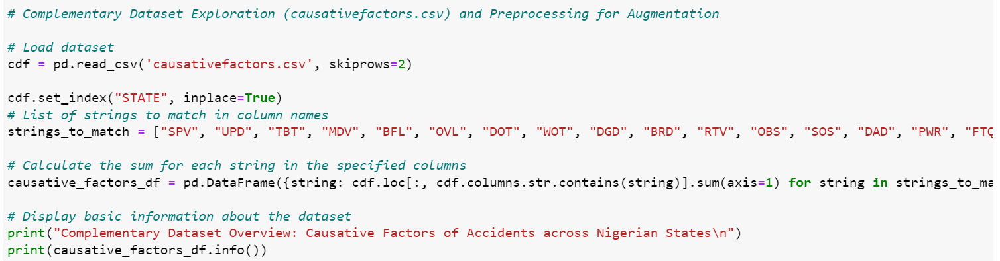 # Complementary Dataset Exploration (causativefactors.csv) and Preprocessing for Augmentation
# Load dataset
cdf = pd.read_csv('causativefactors.csv', skiprows=2)
cdf.set_index("STATE", inplace=True)
# List of strings to match in column names
strings_to_match = ["SPV", "UPD", "TBT", "MDV", "BFL", "OVL", "DOT", "WOT", "DGD", "BRD", "RTV", "OBS", "SOS", "DAD", "PWR", "FTQ
# Calculate the sum for each string in the specified columns
causative_factors_df = pd.DataFrame({string: cdf.loc[:, cdf.columns.str.contains(string)].sum(axis=1) for string in strings_to_ma
# Display basic information about the dataset
print("Complementary Dataset Overview: Causative Factors of Accidents across Nigerian States\n")
print(causative_factors_df.info())